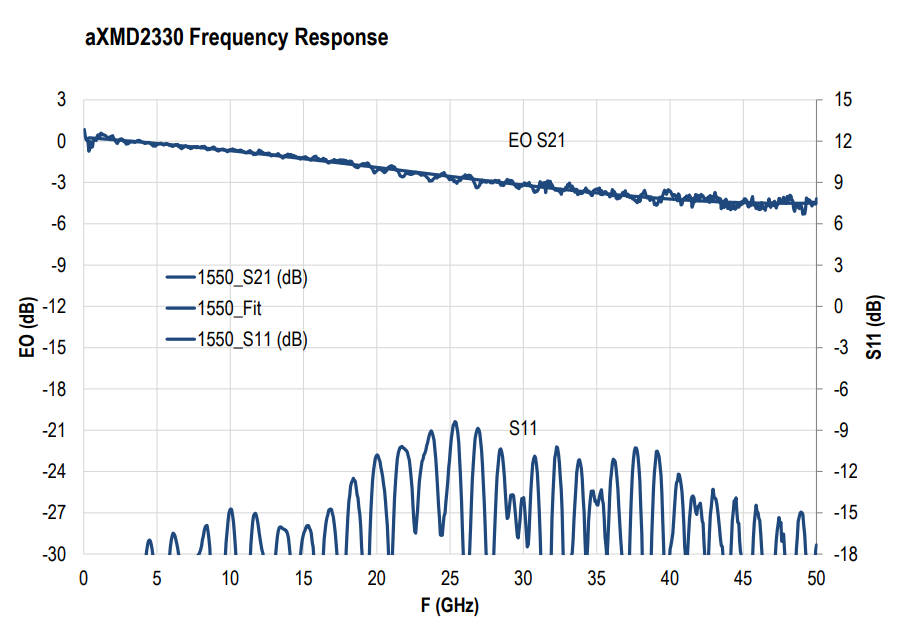 aXMD2330 Frequency Response
3
0
-3
-6
-9
-12
-15
-18
-21
-24
-27
-30
EO (dB)
EO S21
1550_S21 (dB)
1550_Fit
1550_S11 (dB)
S11
15
12
9
6
3
0
-3
-6
-9
-12
-15
-18
S11 (dB)
0 5 10 15 20 25 30 35 40 45 50
F (GHz)